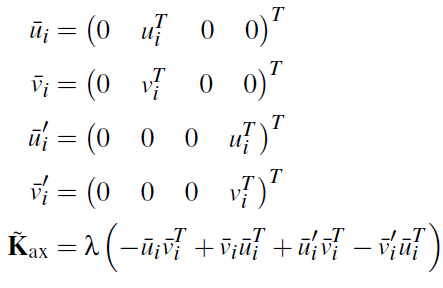 ū_i = (0 u_i^T 0 0)^T
v̄_i = (0 v_i^T 0 0)^T
ū′_i = (0 0 0 u_i^T)^T
v̄′_i = (0 0 0 v_i^T)^T
K̃_ax = λ(−ū_i v̄_i^T + v̄_i ū_i^T + ū′_i v̄_i^T − v̄′_i ū_i^T)